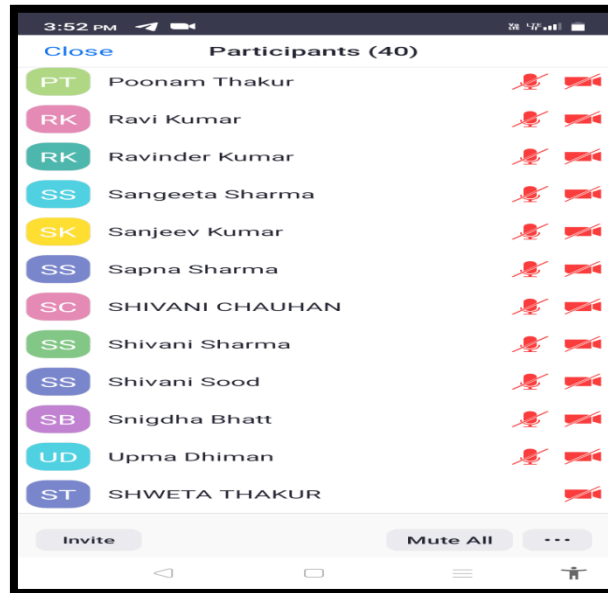 3:52 PM
Close Participants (40)
PT Poonam Thakur
RK Ravi Kumar
RK Ravinder Kumar
SS Sangeeta Sharma
SK Sanjeev Kumar
SS Sapna Sharma
SC SHIVANI CHAUHAN
SS Shivani Sharma
SS Shivani Sood
SB Snigdha Bhatt
UD Upma Dhiman
ST SHWETA THAKUR
Invite Mute All ...